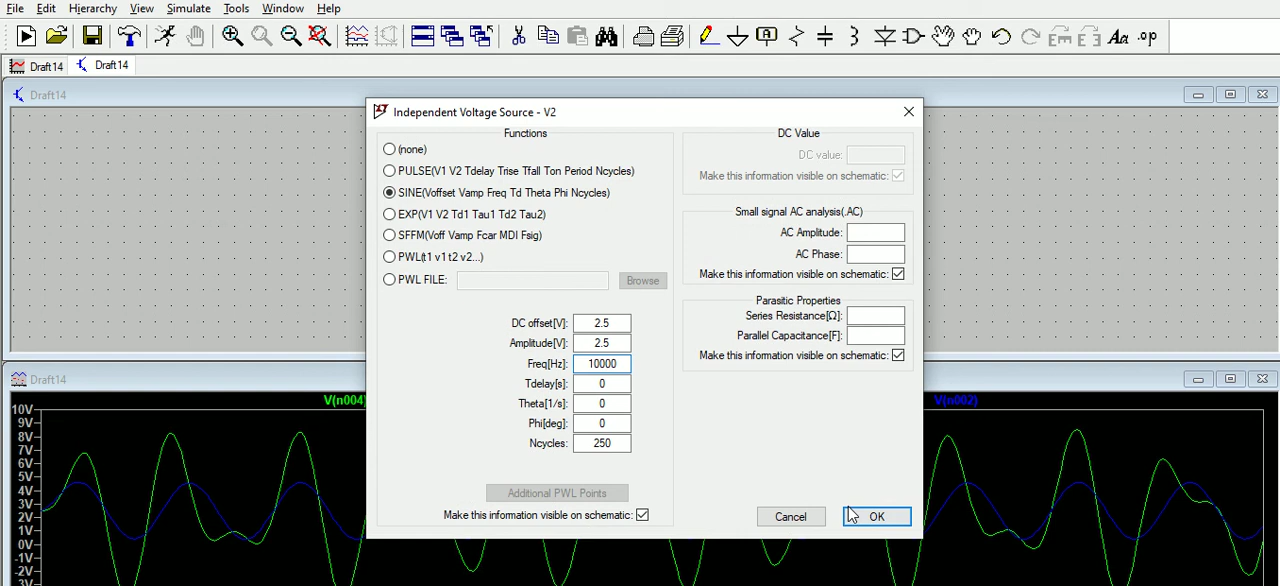 File Edit Hierarchy View Simulate Tools Window Help
Aa .op
Draft14 Draft14
Draft14
Independent Voltage Source - V2
Functions
(none)
PULSE(V1 V2 Tdelay Trise Tfall Ton Period Ncycles)
SINE(Voffset Vamp Freq Td Theta Phi Ncycles)
EXP(V1 V2 Td1 Tau1 Td2 Tau2)
SFFM(Voff Vamp Fcar MDI Fsig)
PWL(t1 v1 t2 v2...)
PWL FILE: Browse
DC offset[V]: 2.5
Amplitude[V]: 2.5
Freq[Hz]: 10000
Tdelay[s]: 0
Theta[1/s]: 0
Phi[deg]: 0
Ncycles: 250
Additional PWL Points
Make this information visible on schematic:
DC Value
DC value:
Make this information visible on schematic:
Small signal AC analysis(.AC)
AC Amplitude:
AC Phase:
Make this information visible on schematic:
Parasitic Properties
Series Resistance[Ω]:
Parallel Capacitance[F]:
Make this information visible on schematic:
Cancel OK
Draft14
V(n004) V(n002)
10V
9V
8V
7V
6V
5V
4V
3V
2V
1V
0V
-1V
-2V